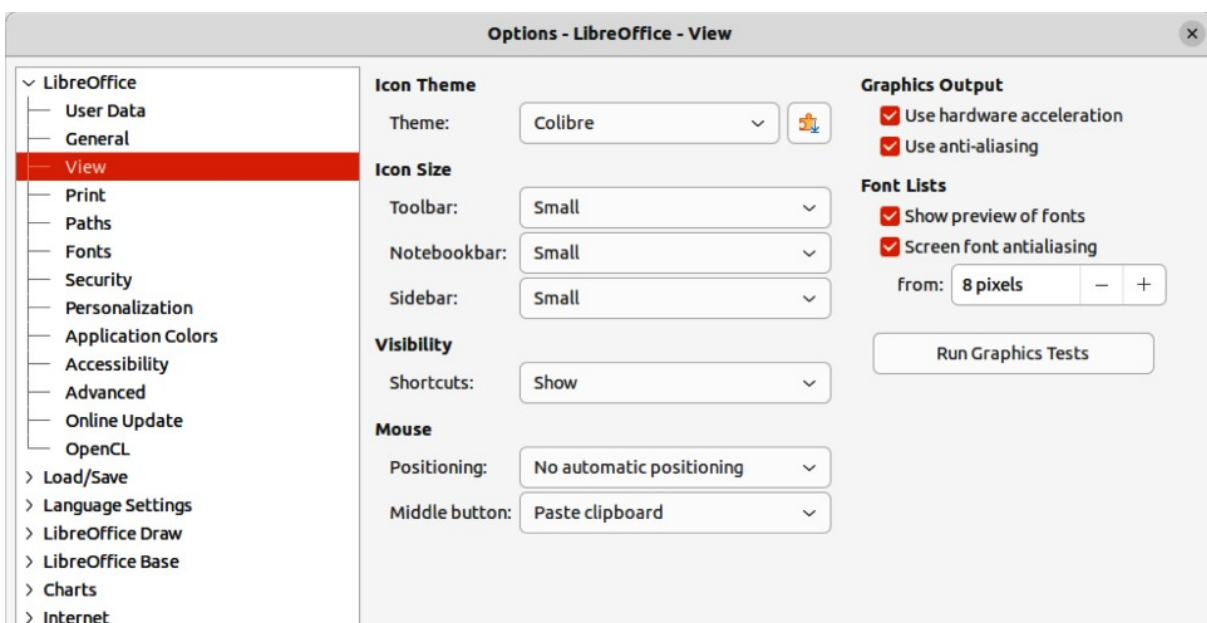 Options - LibreOffice - View
LibreOffice
User Data
General
View
Print
Paths
Fonts
Security
Personalization
Application Colors
Accessibility
Advanced
Online Update
OpenCL
Load/Save
Language Settings
LibreOffice Draw
LibreOffice Base
Charts
Internet
Icon Theme
Theme: Colibre
Icon Size
Toolbar: Small
Notebookbar: Small
Sidebar: Small
Visibility
Shortcuts: Show
Mouse
Positioning: No automatic positioning
Middle button: Paste clipboard
Graphics Output
Use hardware acceleration
Use anti-aliasing
Font Lists
Show preview of fonts
Screen font antialiasing
from: 8 pixels
Run Graphics Tests